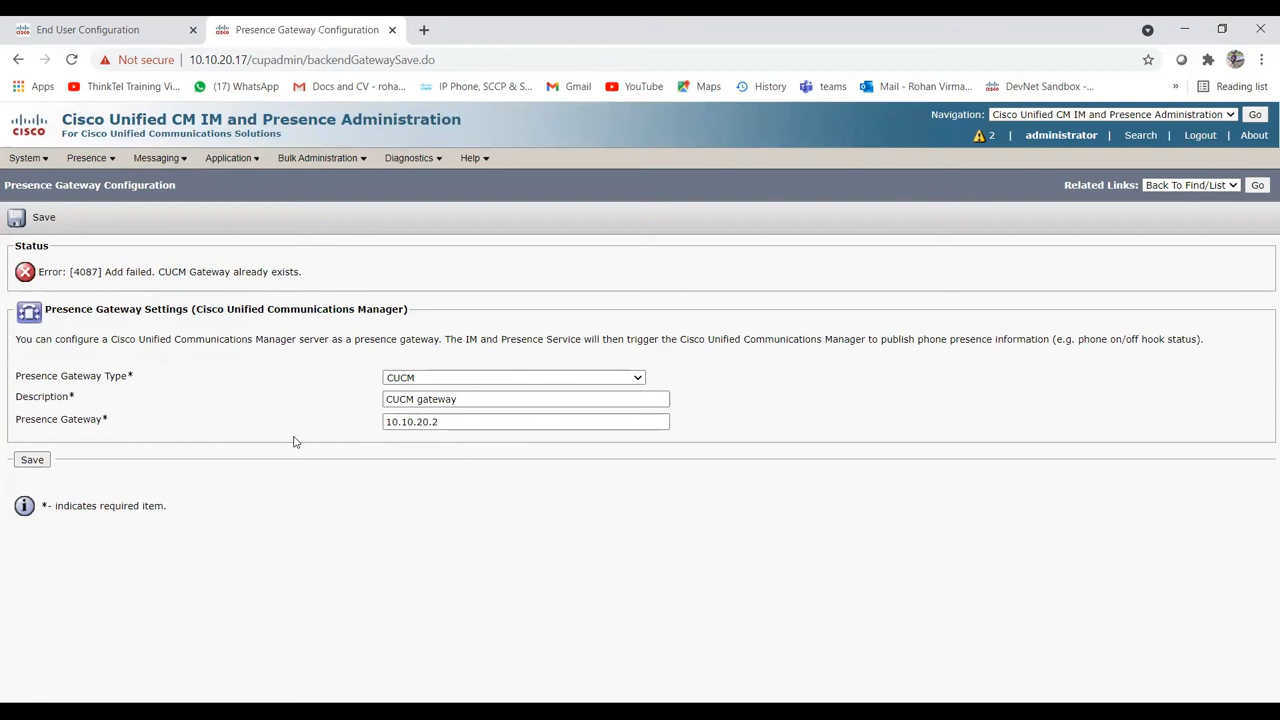 End User Configuration
Presence Gateway Configuration
Not secure 10.10.20.17/cupadmin/backendGatewaySave.do
Apps ThinkTel Training Vi... (17) WhatsApp Docs and CV - roha... IP Phone, SCCP & S... Gmail YouTube Maps History teams Mail - Rohan Virma... DevNet Sandbox -... » Reading list
CISCO Cisco Unified CM IM and Presence Administration
For Cisco Unified Communications Solutions
Navigation: Cisco Unified CM IM and Presence Administration Go
2 | administrator | Search | Logout | About
System Presence Messaging Application Bulk Administration Diagnostics Help
Presence Gateway Configuration Related Links: Back To Find/List Go
Save
Status
Error: [4087] Add failed. CUCM Gateway already exists.
Presence Gateway Settings (Cisco Unified Communications Manager)
You can configure a Cisco Unified Communications Manager server as a presence gateway. The IM and Presence Service will then trigger the Cisco Unified Communications Manager to publish phone presence information (e.g. phone on/off hook status).
Presence Gateway Type* CUCM
Description* CUCM gateway
Presence Gateway* 10.10.20.2
Save
*- indicates required item.